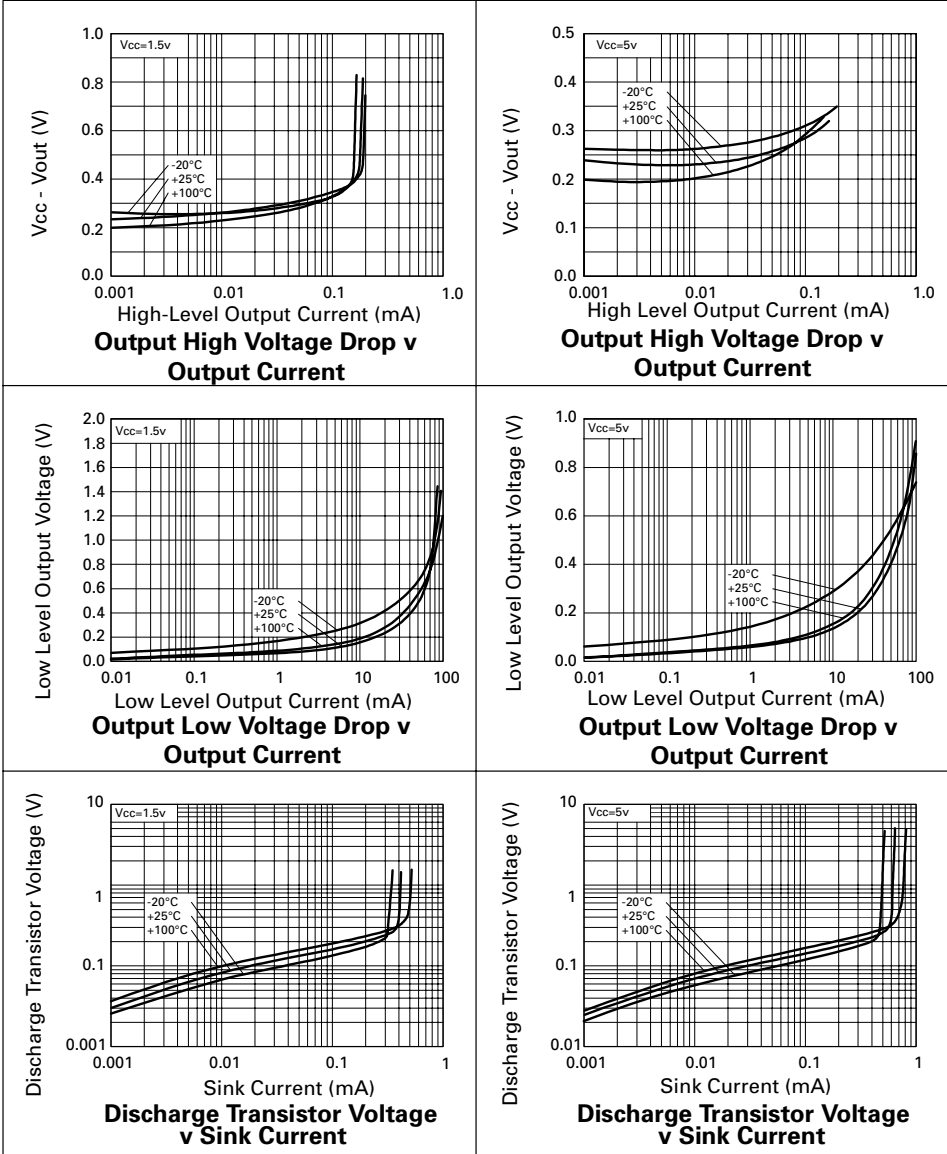 Vcc - Vout (V)
1.0
0.8
0.6
0.4
0.2
0.0
Vcc=1.5v
-20°C
+25°C
+100°C
0.001 0.01 0.1 1.0
High-Level Output Current (mA)
Output High Voltage Drop v
Output Current
Vcc - Vout (V)
0.5
0.4
0.3
0.2
0.1
0.0
Vcc=5v
-20°C
+25°C
+100°C
0.001 0.01 0.1 1.0
High Level Output Current (mA)
Output High Voltage Drop v
Output Current
Low Level Output Voltage (V)
2.0
1.8
1.6
1.4
1.2
1.0
0.8
0.6
0.4
0.2
0.0
Vcc=1.5v
-20°C
+25°C
+100°C
0.01 0.1 1 10 100
Low Level Output Current (mA)
Output Low Voltage Drop v
Output Current
Low Level Output Voltage (V)
1.0
0.8
0.6
0.4
0.2
0.0
Vcc=5v
-20°C
+25°C
+100°C
0.01 0.1 1 10 100
Low Level Output Current (mA)
Output Low Voltage Drop v
Output Current
Discharge Transistor Voltage (V)
10
1
0.1
0.001
Vcc=1.5v
-20°C
+25°C
+100°C
0.001 0.01 0.1 1
Sink Current (mA)
Discharge Transistor Voltage
v Sink Current
Discharge Transistor Voltage (V)
10
1
0.1
0.01
Vcc=5v
-20°C
+25°C
+100°C
0.001 0.01 0.1 1
Sink Current (mA)
Discharge Transistor Voltage
v Sink Current